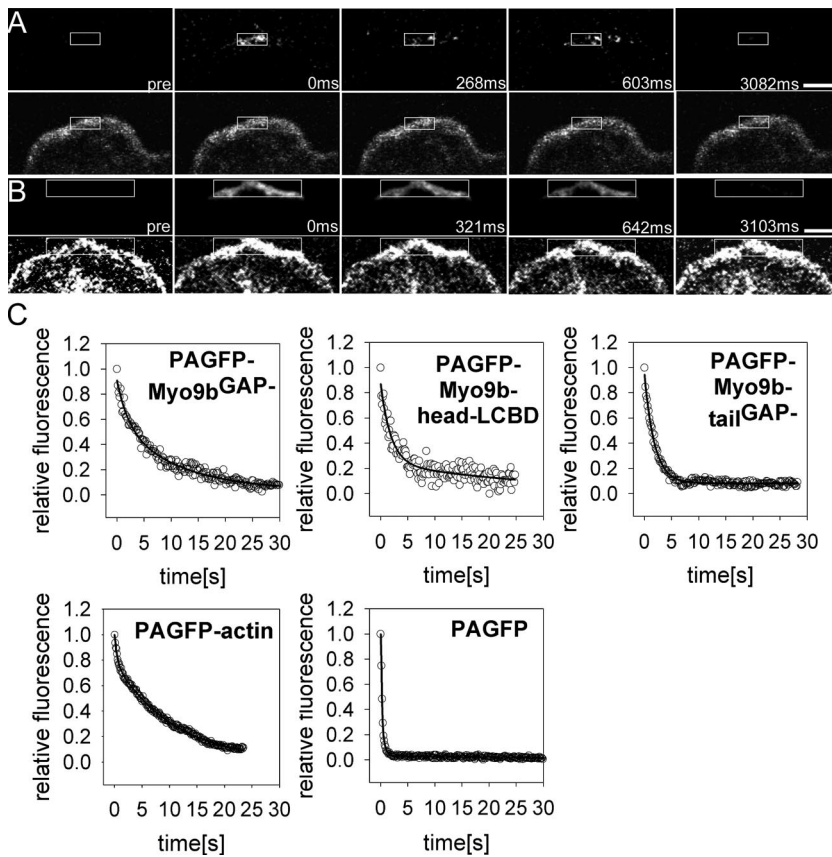 A
pre
0ms
268ms
603ms
3082ms
B
pre
0ms
321ms
642ms
3103ms
C
relative fluorescence
1.2
1.0
0.8
0.6
0.4
0.2
0.0
PAGFP-
Myo9bGAP-
0 5 10 15 20 25 30
time[s]
relative fluorescence
1.2
1.0
0.8
0.6
0.4
0.2
0.0
PAGFP-
Myo9b-
head-LCBD
0 5 10 15 20 25 30
time[s]
relative fluorescence
1.2
1.0
0.8
0.6
0.4
0.2
0.0
PAGFP-
Myo9b-
tailGAP-
0 5 10 15 20 25 30
time[s]
relative fluorescence
1.2
1.0
0.8
0.6
0.4
0.2
0.0
PAGFP-actin
0 5 10 15 20 25 30
time[s]
relative fluorescence
1.2
1.0
0.8
0.6
0.4
0.2
0.0
PAGFP
0 5 10 15 20 25 30
time[s]